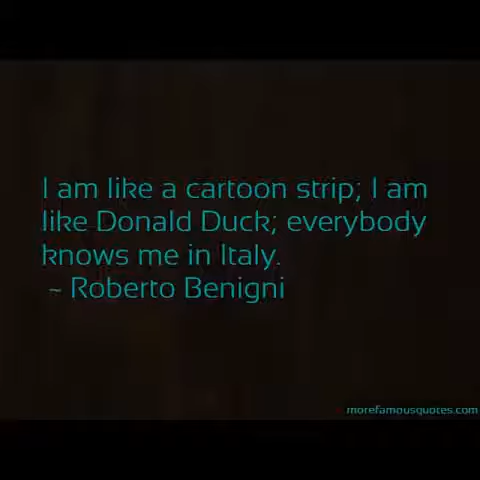 I am like a cartoon strip; I am
like Donald Duck; everybody
knows me in Italy.
~ Roberto Benigni
morefamousquotes.com